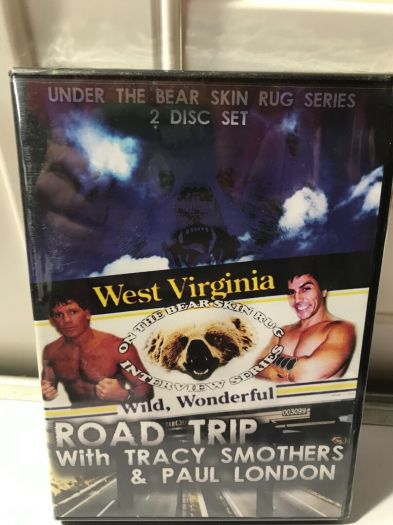 UNDER THE BEAR SKIN RUG SERIES
2 DISC SET
West Virginia
ON THE BEAR SKIN RUG
INTERVIEW SERIES
Wild, Wonderful
003099
ROAD TRIP
With TRACY SMOTHERS
& PAUL LONDON